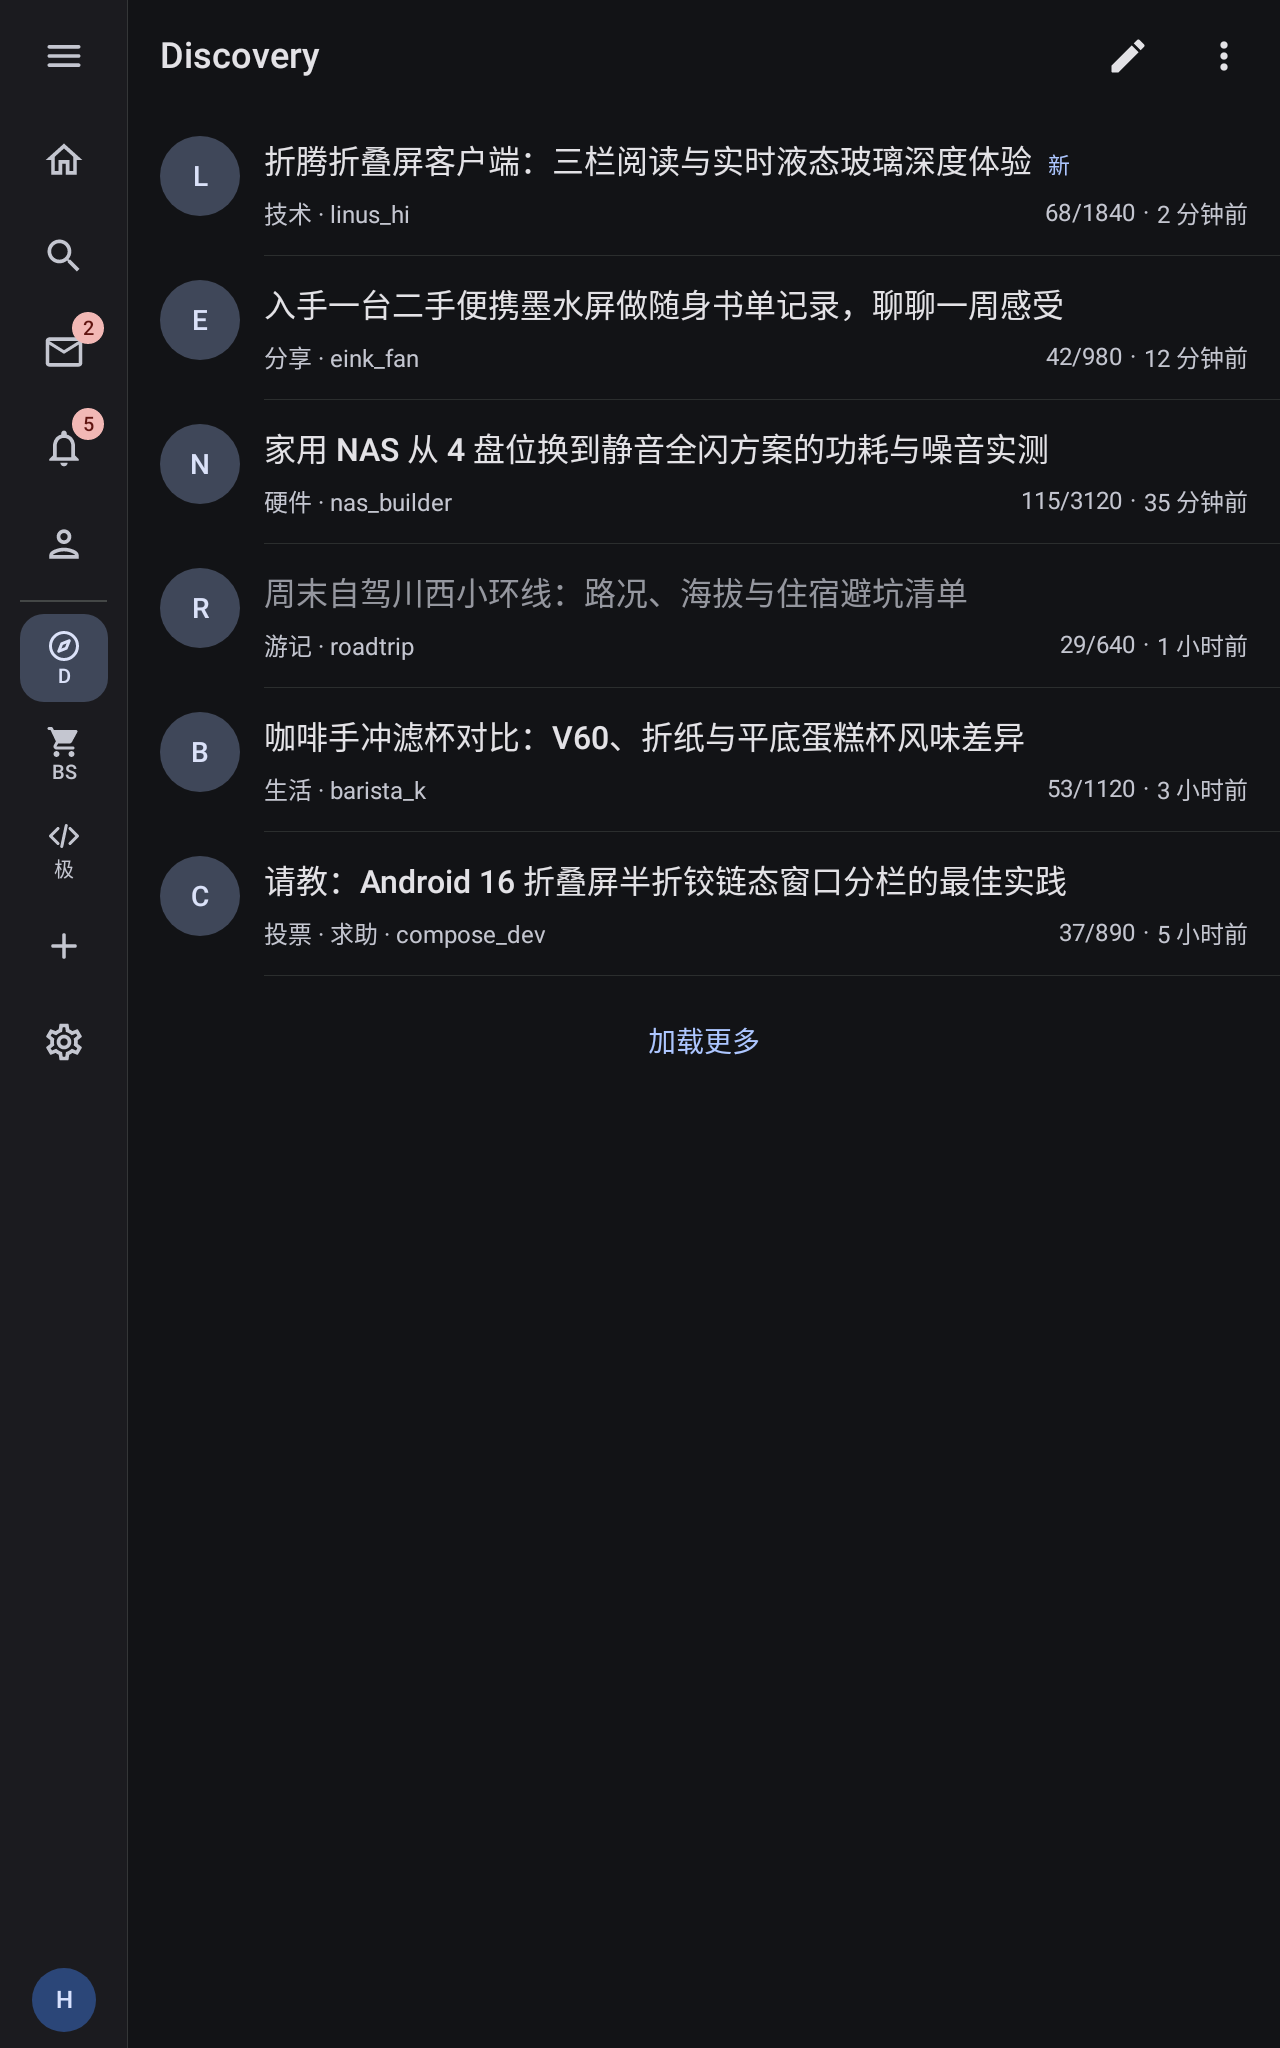 Discovery
L
折腾折叠屏客户端：三栏阅读与实时液态玻璃深度体验 新
技术 · linus_hi 68/1840 · 2 分钟前
E
入手一台二手便携墨水屏做随身书单记录，聊聊一周感受
分享 · eink_fan 42/980 · 12 分钟前
N
家用 NAS 从 4 盘位换到静音全闪方案的功耗与噪音实测
硬件 · nas_builder 115/3120 · 35 分钟前
R
周末自驾川西小环线：路况、海拔与住宿避坑清单
游记 · roadtrip 29/640 · 1 小时前
B
咖啡手冲滤杯对比：V60、折纸与平底蛋糕杯风味差异
生活 · barista_k 53/1120 · 3 小时前
C
请教：Android 16 折叠屏半折铰链态窗口分栏的最佳实践
投票 · 求助 · compose_dev 37/890 · 5 小时前
加载更多
2
5
D
BS
极
H